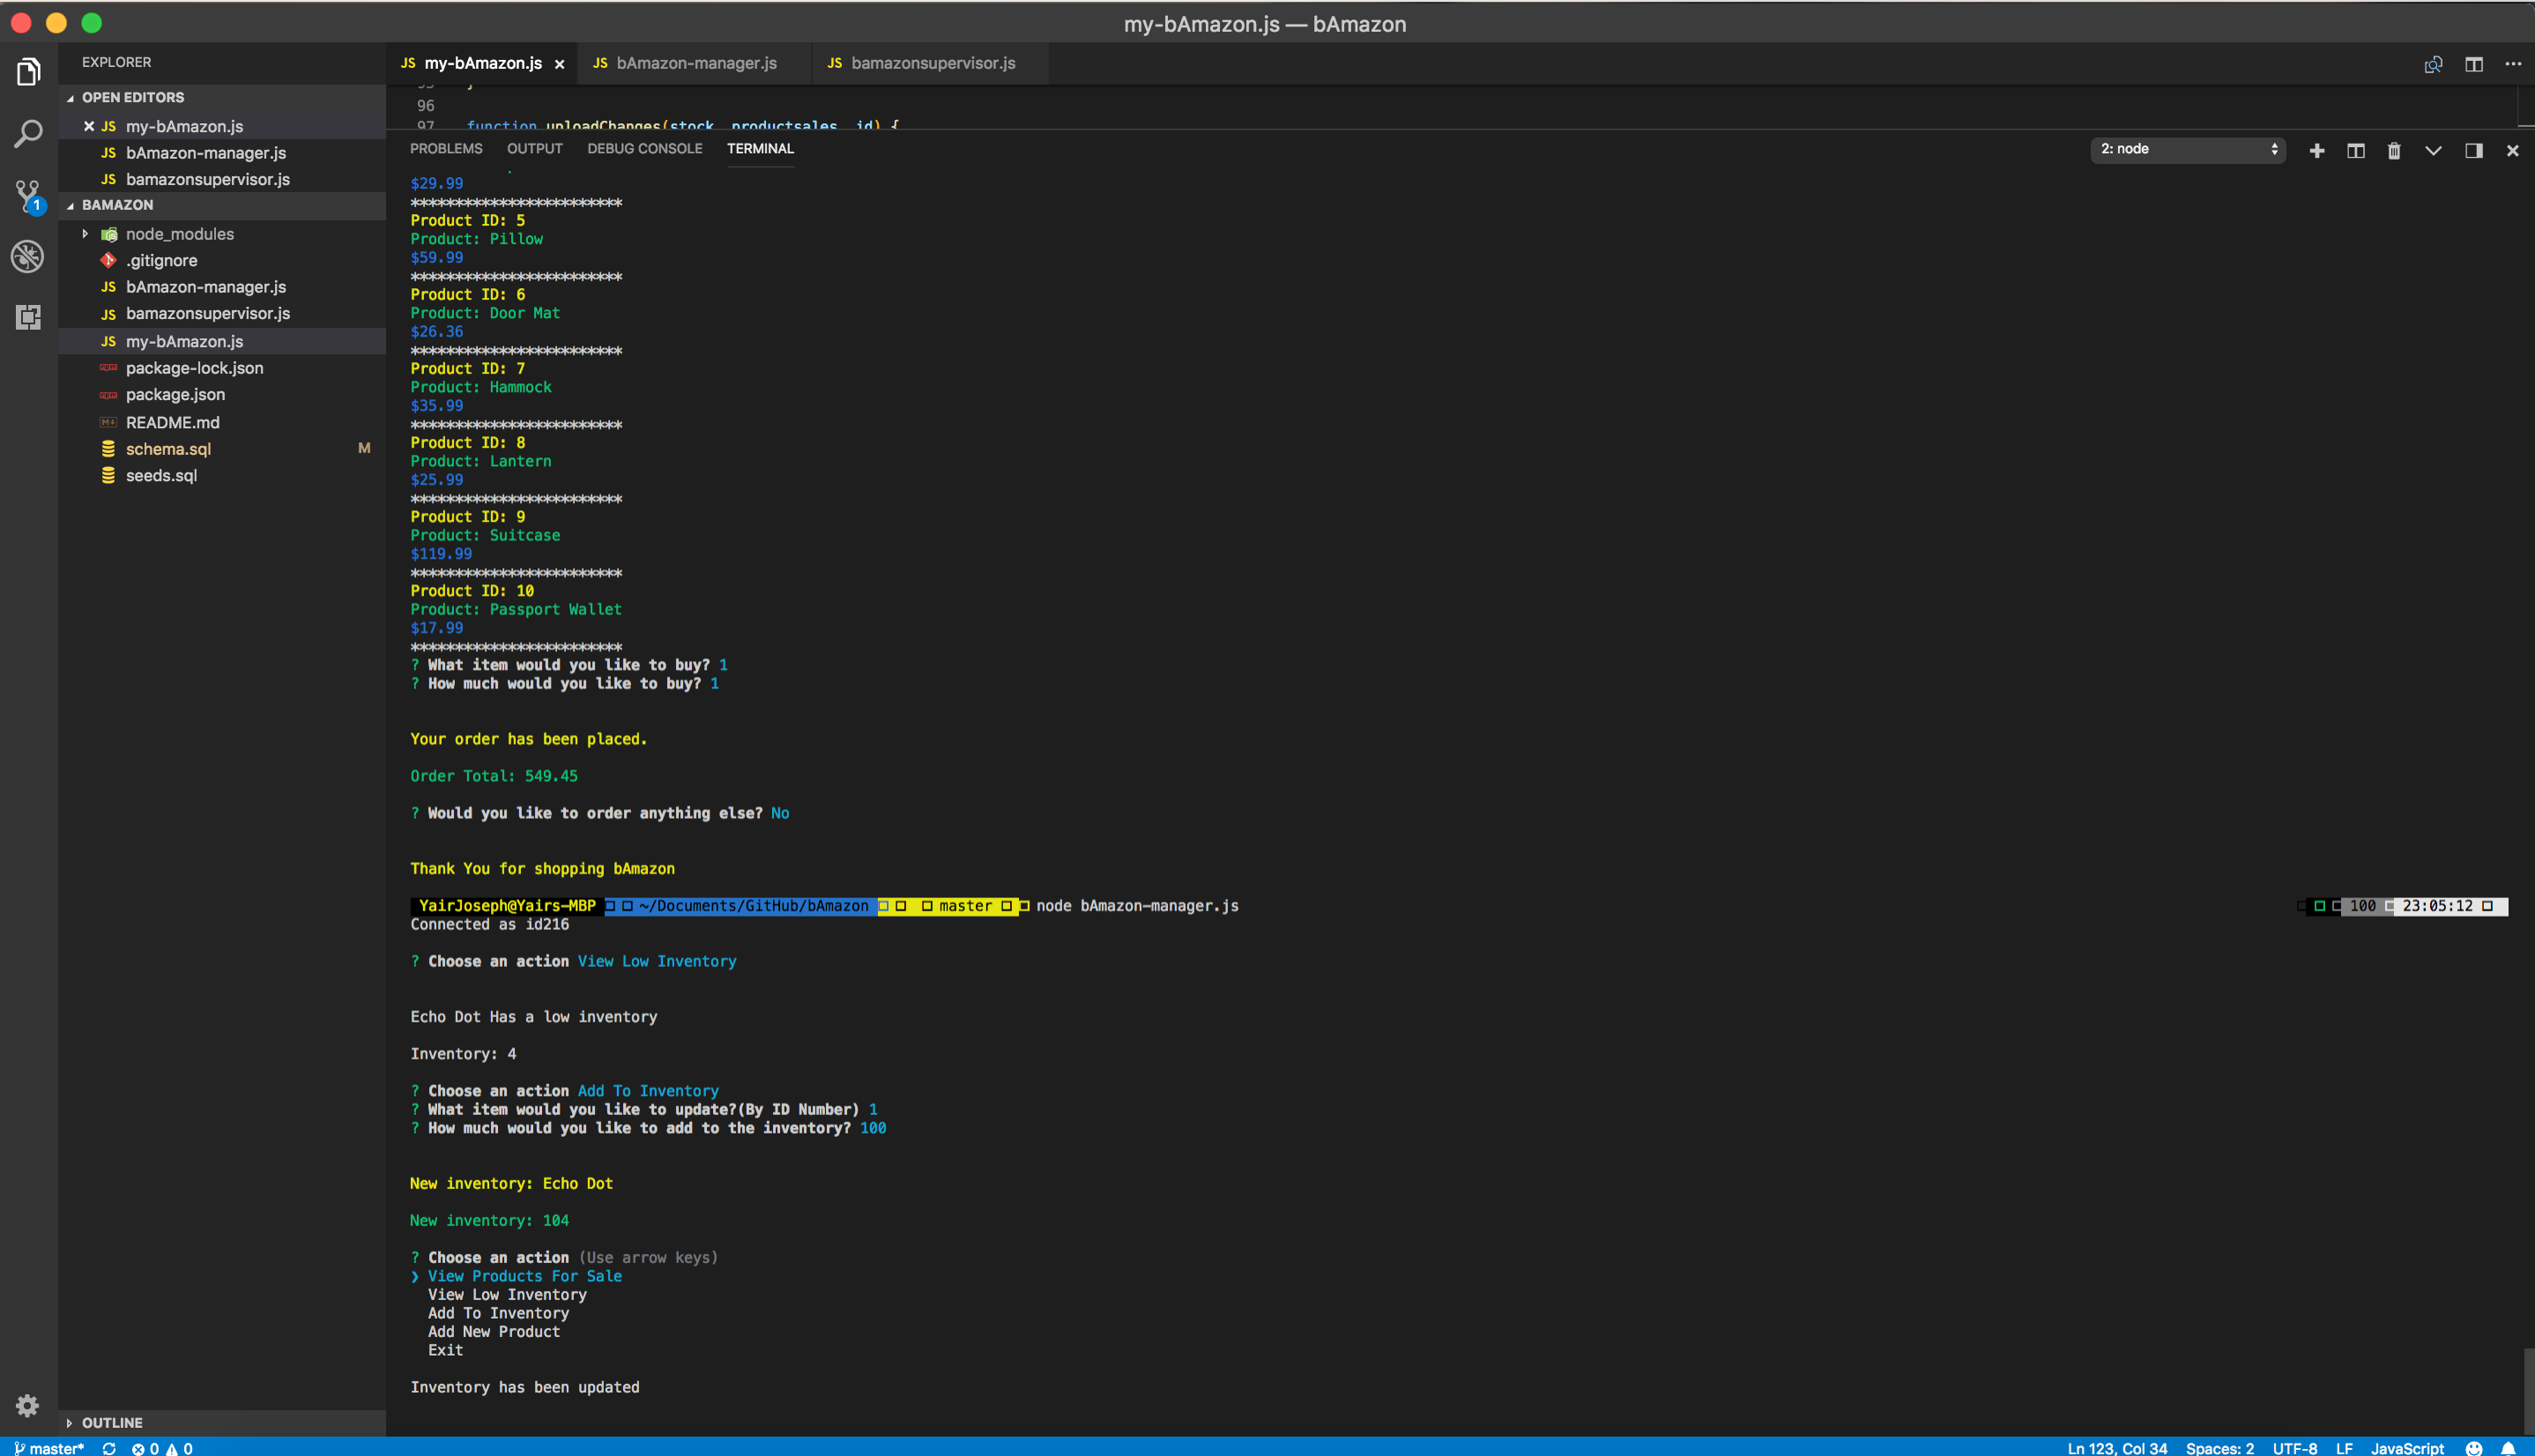 my-bAmazon.js — bAmazon
EXPLORER
OPEN EDITORS
JS my-bAmazon.js
JS bAmazon-manager.js
JS bamazonsupervisor.js
1
BAMAZON
node_modules
.gitignore
JS bAmazon-manager.js
JS bamazonsupervisor.js
JS my-bAmazon.js
package-lock.json
package.json
README.md
schema.sql M
seeds.sql
OUTLINE
JS my-bAmazon.js JS bAmazon-manager.js JS bamazonsupervisor.js
96
97 function uploadChanges(stock, productsales, id) {
PROBLEMS OUTPUT DEBUG CONSOLE TERMINAL 2: node
$29.99
************************
Product ID: 5
Product: Pillow
$59.99
************************
Product ID: 6
Product: Door Mat
$26.36
************************
Product ID: 7
Product: Hammock
$35.99
************************
Product ID: 8
Product: Lantern
$25.99
************************
Product ID: 9
Product: Suitcase
$119.99
************************
Product ID: 10
Product: Passport Wallet
$17.99
************************
? What item would you like to buy? 1
? How much would you like to buy? 1
Your order has been placed.
Order Total: 549.45
? Would you like to order anything else? No
Thank You for shopping bAmazon
YairJoseph@Yairs-MBP ~/Documents/GitHub/bAmazon master node bAmazon-manager.js 100 23:05:12
Connected as id216
? Choose an action View Low Inventory
Echo Dot Has a low inventory
Inventory: 4
? Choose an action Add To Inventory
? What item would you like to update?(By ID Number) 1
? How much would you like to add to the inventory? 100
New inventory: Echo Dot
New inventory: 104
? Choose an action (Use arrow keys)
❯ View Products For Sale
View Low Inventory
Add To Inventory
Add New Product
Exit
Inventory has been updated
master* 0 0 Ln 123, Col 34 Spaces: 2 UTF-8 LF JavaScript